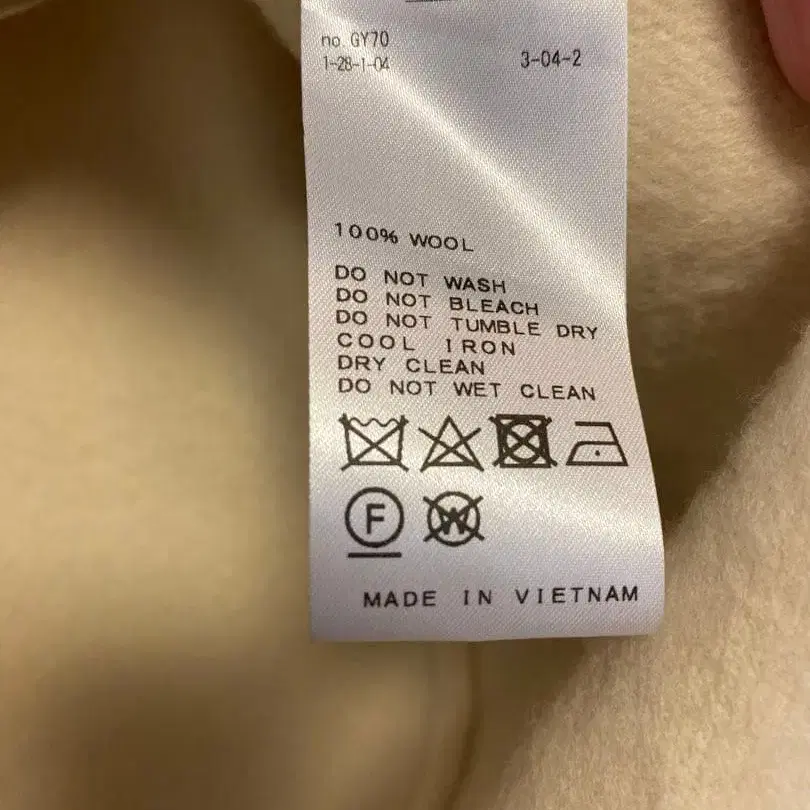 no.GY70
1-28-1-04 3-04-2
100% WOOL
DO NOT WASH
DO NOT BLEACH
DO NOT TUMBLE DRY
COOL IRON
DRY CLEAN
DO NOT WET CLEAN
F W
MADE IN VIETNAM